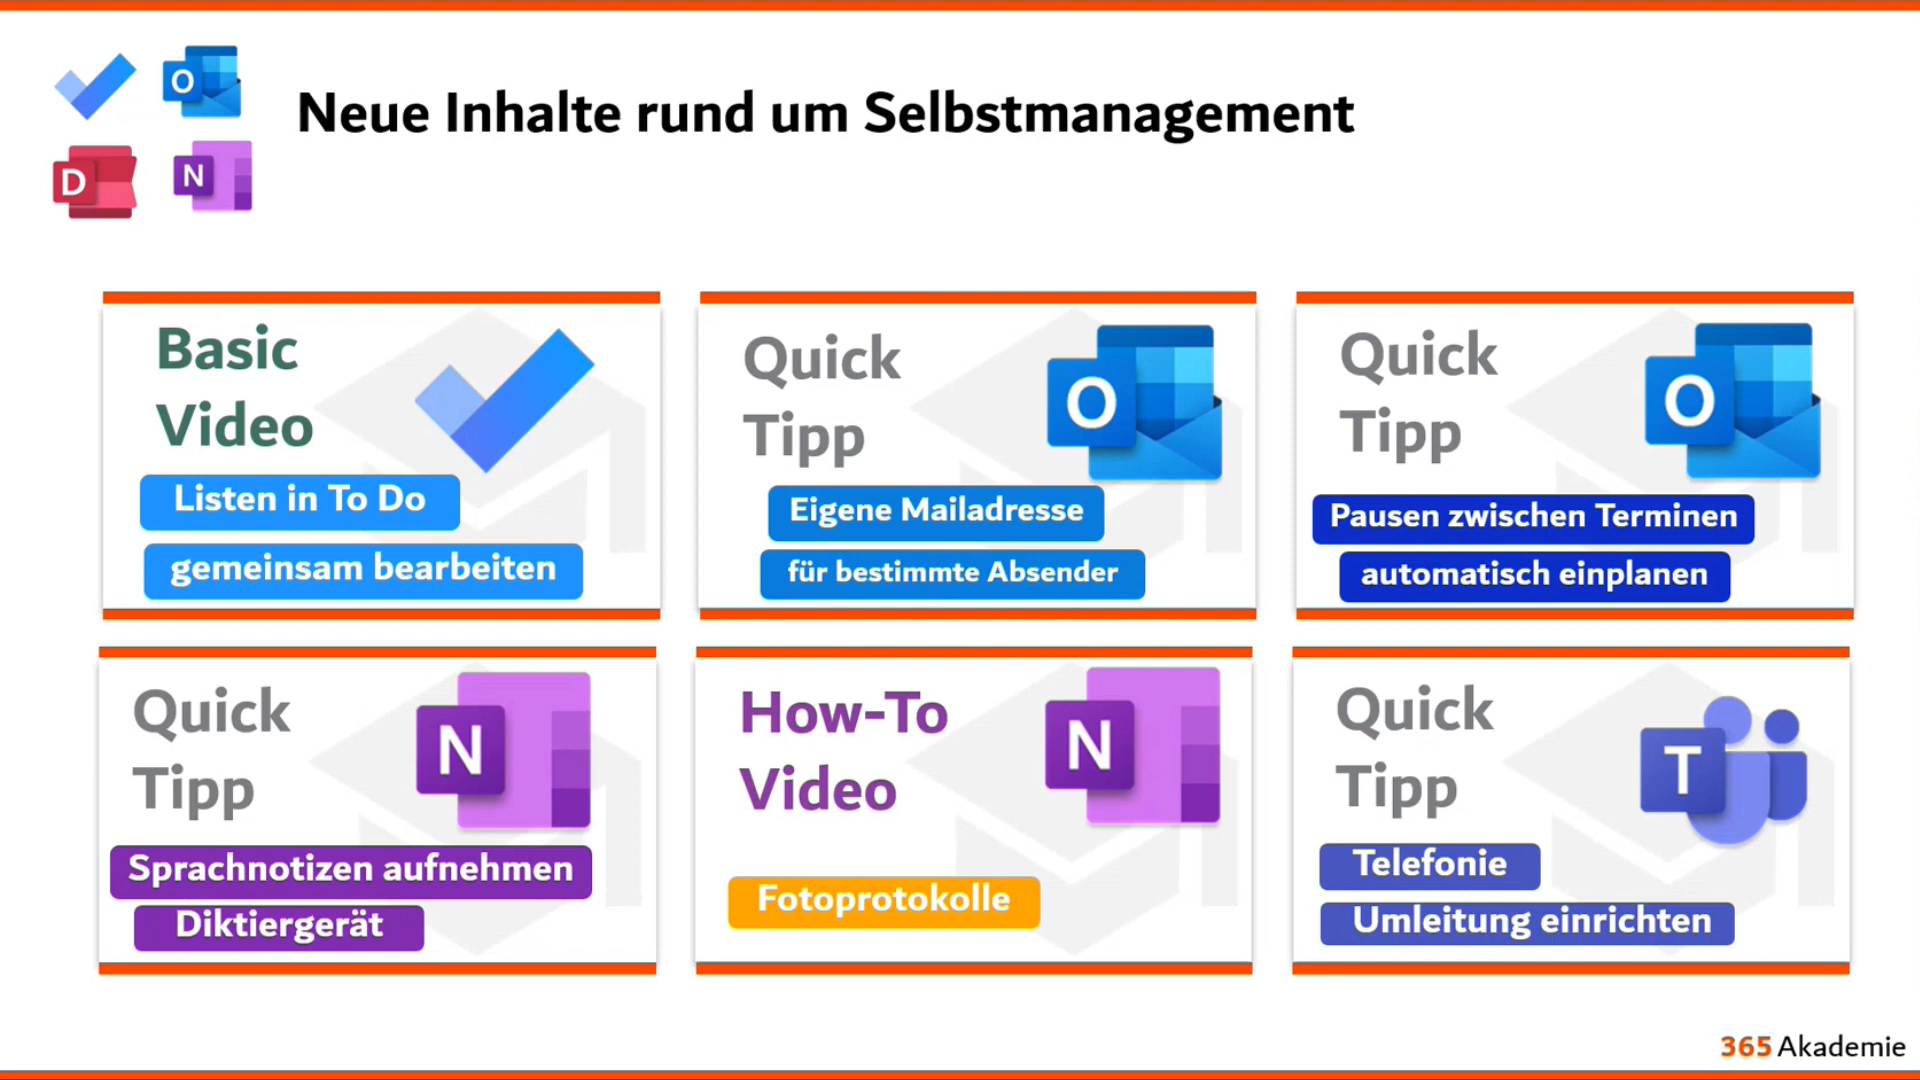 O
Neue Inhalte rund um Selbstmanagement
D
N
Basic
Video
Listen in To Do
gemeinsam bearbeiten
Quick
Tipp
O
Eigene Mailadresse
für bestimmte Absender
Quick
Tipp
O
Pausen zwischen Terminen
automatisch einplanen
Quick
Tipp
N
Sprachnotizen aufnehmen
Diktiergerät
How-To
Video
N
Fotoprotokolle
Quick
Tipp
T
Telefonie
Umleitung einrichten
365 Akademie